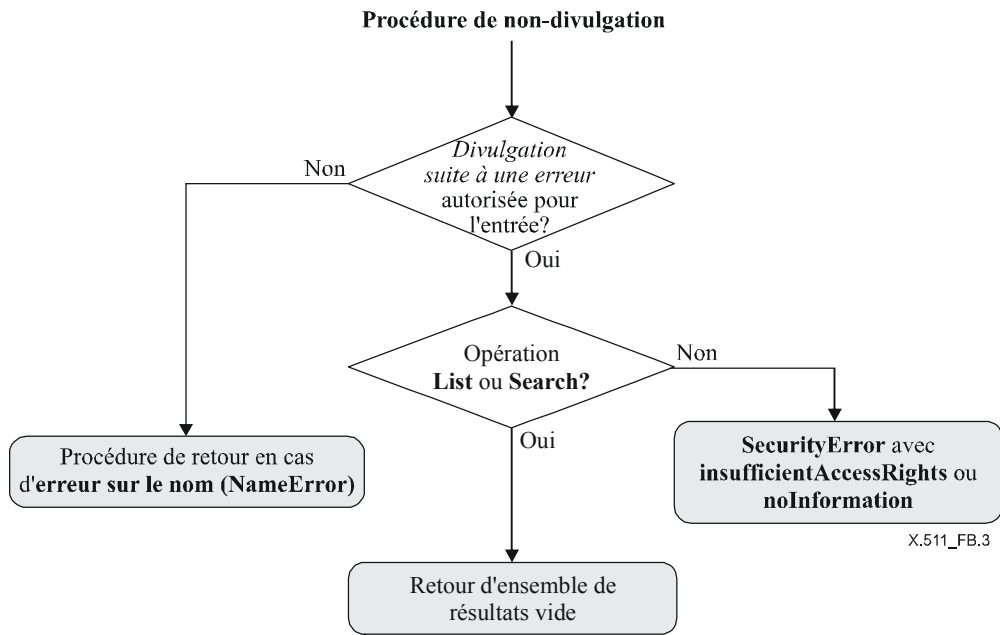 Procédure de non-divulgation
Divulgation
suite à une erreur
autorisée pour
l'entrée?
Non
Oui
Opération
List ou Search?
Non
Oui
Procédure de retour en cas
d'erreur sur le nom (NameError)
SecurityError avec
insufficientAccessRights ou
noInformation
X.511_FB.3
Retour d'ensemble de
résultats vide